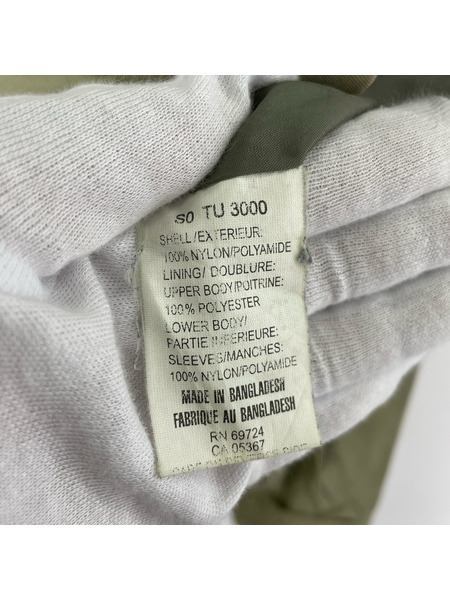 SO TU 3000
SHELL/EXTERIEUR:
100% NYLON/POLYAMIDE
LINING/ DOUBLURE:
UPPER BODY/POITRINE:
100% POLYESTER
LOWER BODY/
PARTIE INFERIEURE:
SLEEVES/MANCHES:
100% NYLON/POLYAMIDE
MADE IN BANGLADESH
FABRIQUE AU BANGLADESH
RN 69724
CA 05367